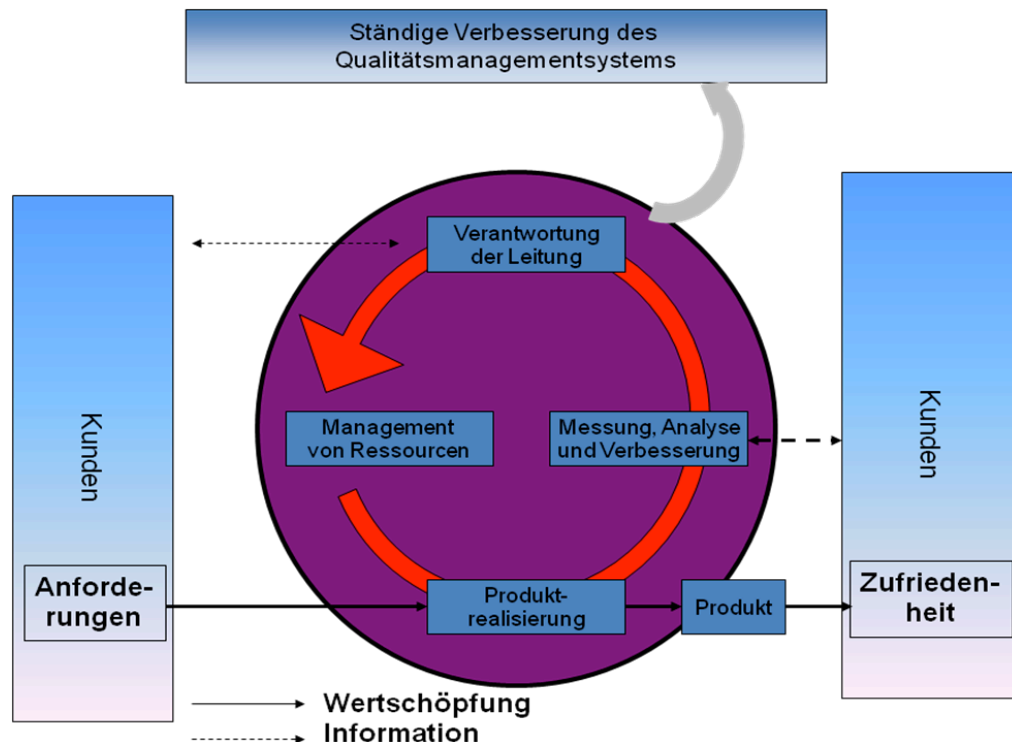 Ständige Verbesserung des
Qualitätsmanagementsystems
Verantwortung
der Leitung
Kunden
Management
von Ressourcen
Messung, Analyse
und Verbesserung
Kunden
Anforde-
rungen
Produkt-
realisierung
Produkt
Zufrieden-
heit
Wertschöpfung
Information